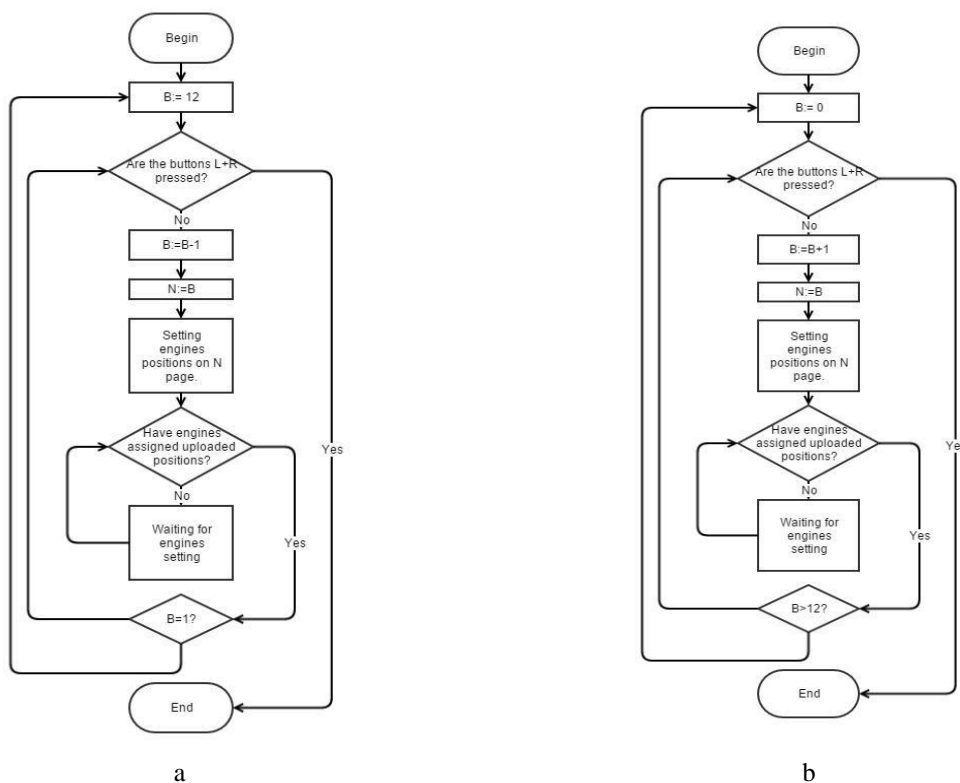 Begin
B:= 12
Are the buttons L+R
pressed?
No
B:=B-1
N:=B
Setting
engines
positions on N
page.
Have engines
assigned uploaded
positions?
Yes
No
Waiting for
engines
setting
Yes
B=1?
End
a
Begin
B:= 0
Are the buttons L+R
pressed?
No
B:=B+1
N:=B
Setting
engines
positions on N
page.
Have engines
assigned uploaded
positions?
Ye
No
Waiting for
engines
setting
Yes
B>12?
End
b